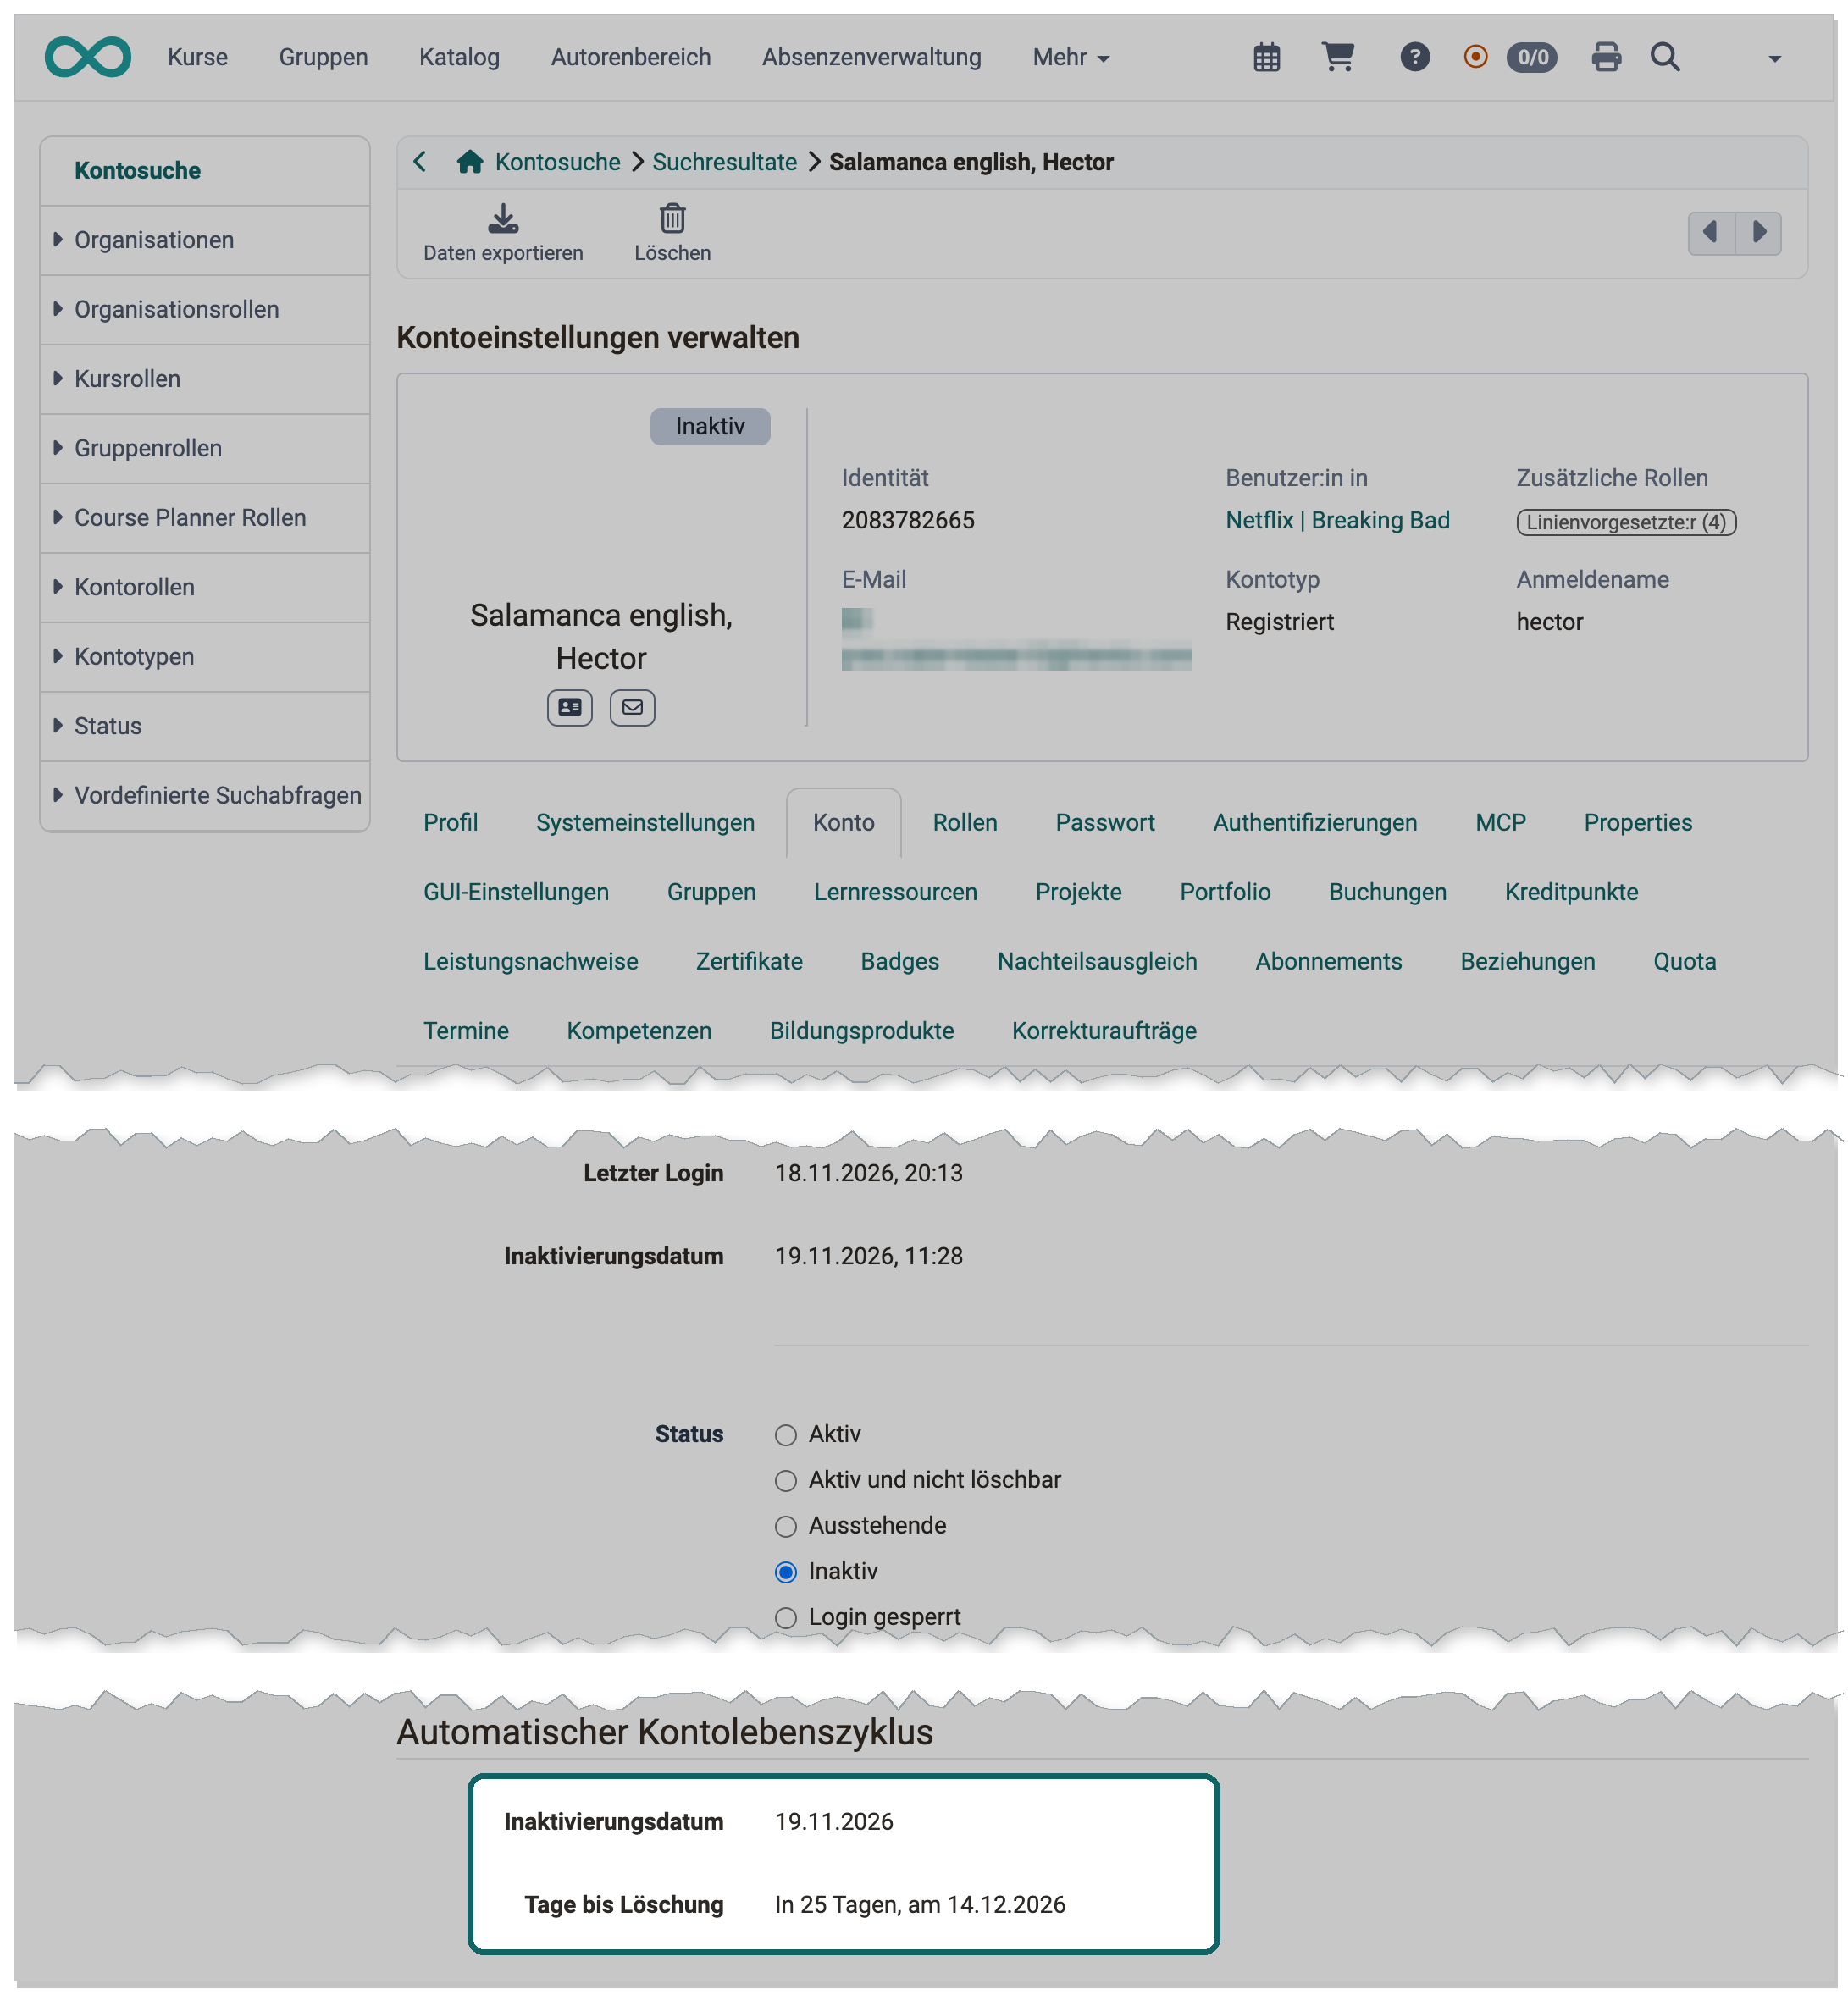 Kurse Gruppen Katalog Autorenbereich Absenzenverwaltung Mehr ? 0/0
Kontosuche
Organisationen
Organisationsrollen
Kursrollen
Gruppenrollen
Course Planner Rollen
Kontorollen
Kontotypen
Status
Vordefinierte Suchabfragen
Kontosuche Suchresultate Salamanca english, Hector
Daten exportieren Löschen
Kontoeinstellungen verwalten
Inaktiv
Salamanca english,
Hector
Identität Benutzer:in in Zusätzliche Rollen
2083782665 Netflix | Breaking Bad Linienvorgesetzte:r (4)
E-Mail Kontotyp Anmeldename
Registriert hector
Profil Systemeinstellungen Konto Rollen Passwort Authentifizierungen MCP Properties
GUI-Einstellungen Gruppen Lernressourcen Projekte Portfolio Buchungen Kreditpunkte
Leistungsnachweise Zertifikate Badges Nachteilsausgleich Abonnements Beziehungen Quota
Termine Kompetenzen Bildungsprodukte Korrekturaufträge
Letzter Login 18.11.2026, 20:13
Inaktivierungsdatum 19.11.2026, 11:28
Status Aktiv
Aktiv und nicht löschbar
Ausstehende
Inaktiv
Login gesperrt
Automatischer Kontolebenszyklus
Inaktivierungsdatum 19.11.2026
Tage bis Löschung In 25 Tagen, am 14.12.2026